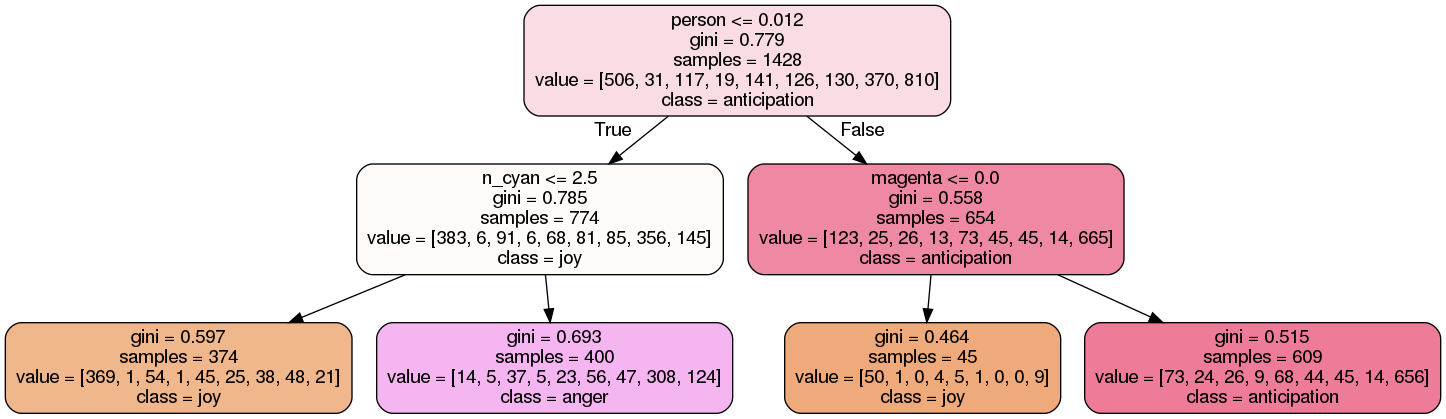 person <= 0.012
gini = 0.779
samples = 1428
value = [506, 31, 117, 19, 141, 126, 130, 370, 810]
class = anticipation
True
False
n_cyan <= 2.5
gini = 0.785
samples = 774
value = [383, 6, 91, 6, 68, 81, 85, 356, 145]
class = joy
magenta <= 0.0
gini = 0.558
samples = 654
value = [123, 25, 26, 13, 73, 45, 45, 14, 665]
class = anticipation
gini = 0.597
samples = 374
value = [369, 1, 54, 1, 45, 25, 38, 48, 21]
class = joy
gini = 0.693
samples = 400
value = [14, 5, 37, 5, 23, 56, 47, 308, 124]
class = anger
gini = 0.464
samples = 45
value = [50, 1, 0, 4, 5, 1, 0, 0, 9]
class = joy
gini = 0.515
samples = 609
value = [73, 24, 26, 9, 68, 44, 45, 14, 656]
class = anticipation